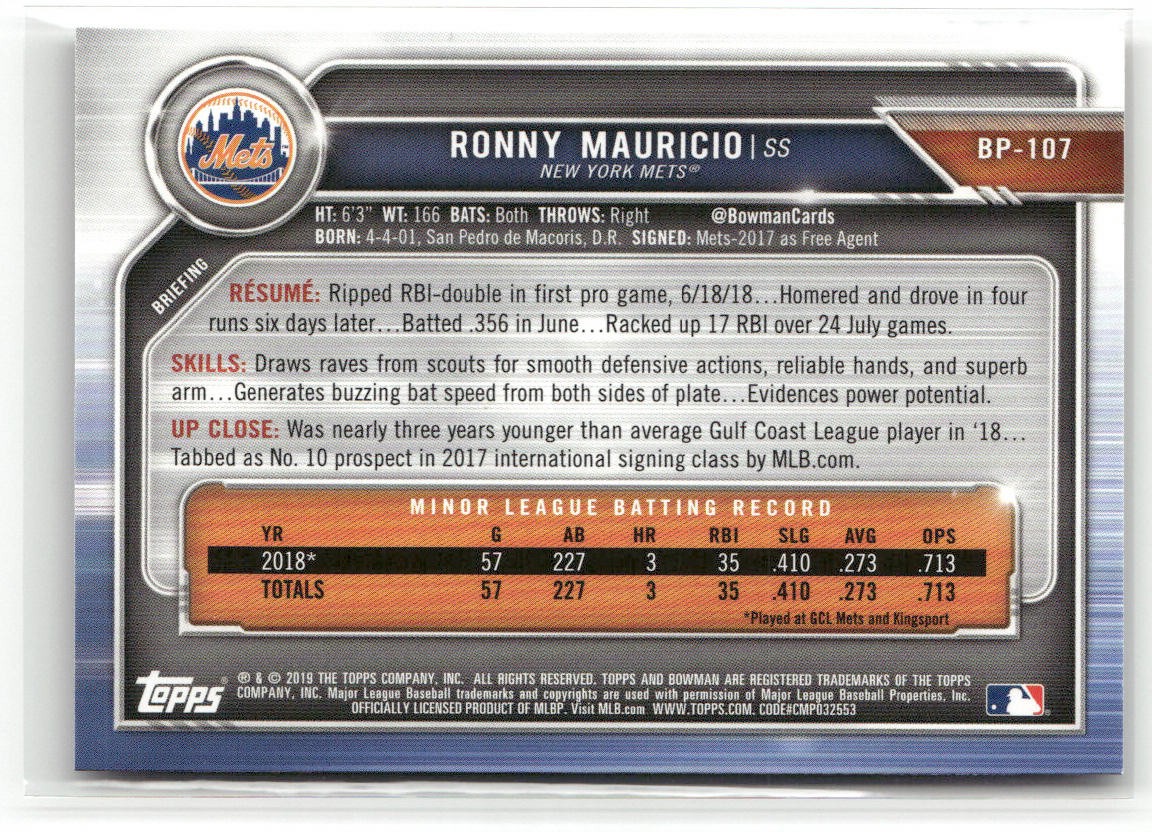 Mets
RONNY MAURICIO | SS
NEW YORK METS®
BP-107
HT: 6'3" WT: 166 BATS: Both THROWS: Right @BowmanCards
BORN: 4-4-01, San Pedro de Macoris, D.R. SIGNED: Mets-2017 as Free Agent
BRIEFING
RÉSUMÉ: Ripped RBI-double in first pro game, 6/18/18...Homered and drove in four
runs six days later...Batted .356 in June...Racked up 17 RBI over 24 July games.
SKILLS: Draws raves from scouts for smooth defensive actions, reliable hands, and superb
arm...Generates buzzing bat speed from both sides of plate...Evidences power potential.
UP CLOSE: Was nearly three years younger than average Gulf Coast League player in '18...
Tabbed as No. 10 prospect in 2017 international signing class by MLB.com.
MINOR LEAGUE BATTING RECORD
YR G AB HR RBI SLG AVG OPS
2018* 57 227 3 35 .410 .273 .713
TOTALS 57 227 3 35 .410 .273 .713
*Played at GCL Mets and Kingsport
Topps® ® & © 2019 THE TOPPS COMPANY, INC. ALL RIGHTS RESERVED. TOPPS AND BOWMAN ARE REGISTERED TRADEMARKS OF THE TOPPS
COMPANY, INC. Major League Baseball trademarks and copyrights are used with permission of Major League Baseball Properties, Inc.
OFFICIALLY LICENSED PRODUCT OF MLBP. Visit MLB.com WWW.TOPPS.COM. CODE#CMP032553